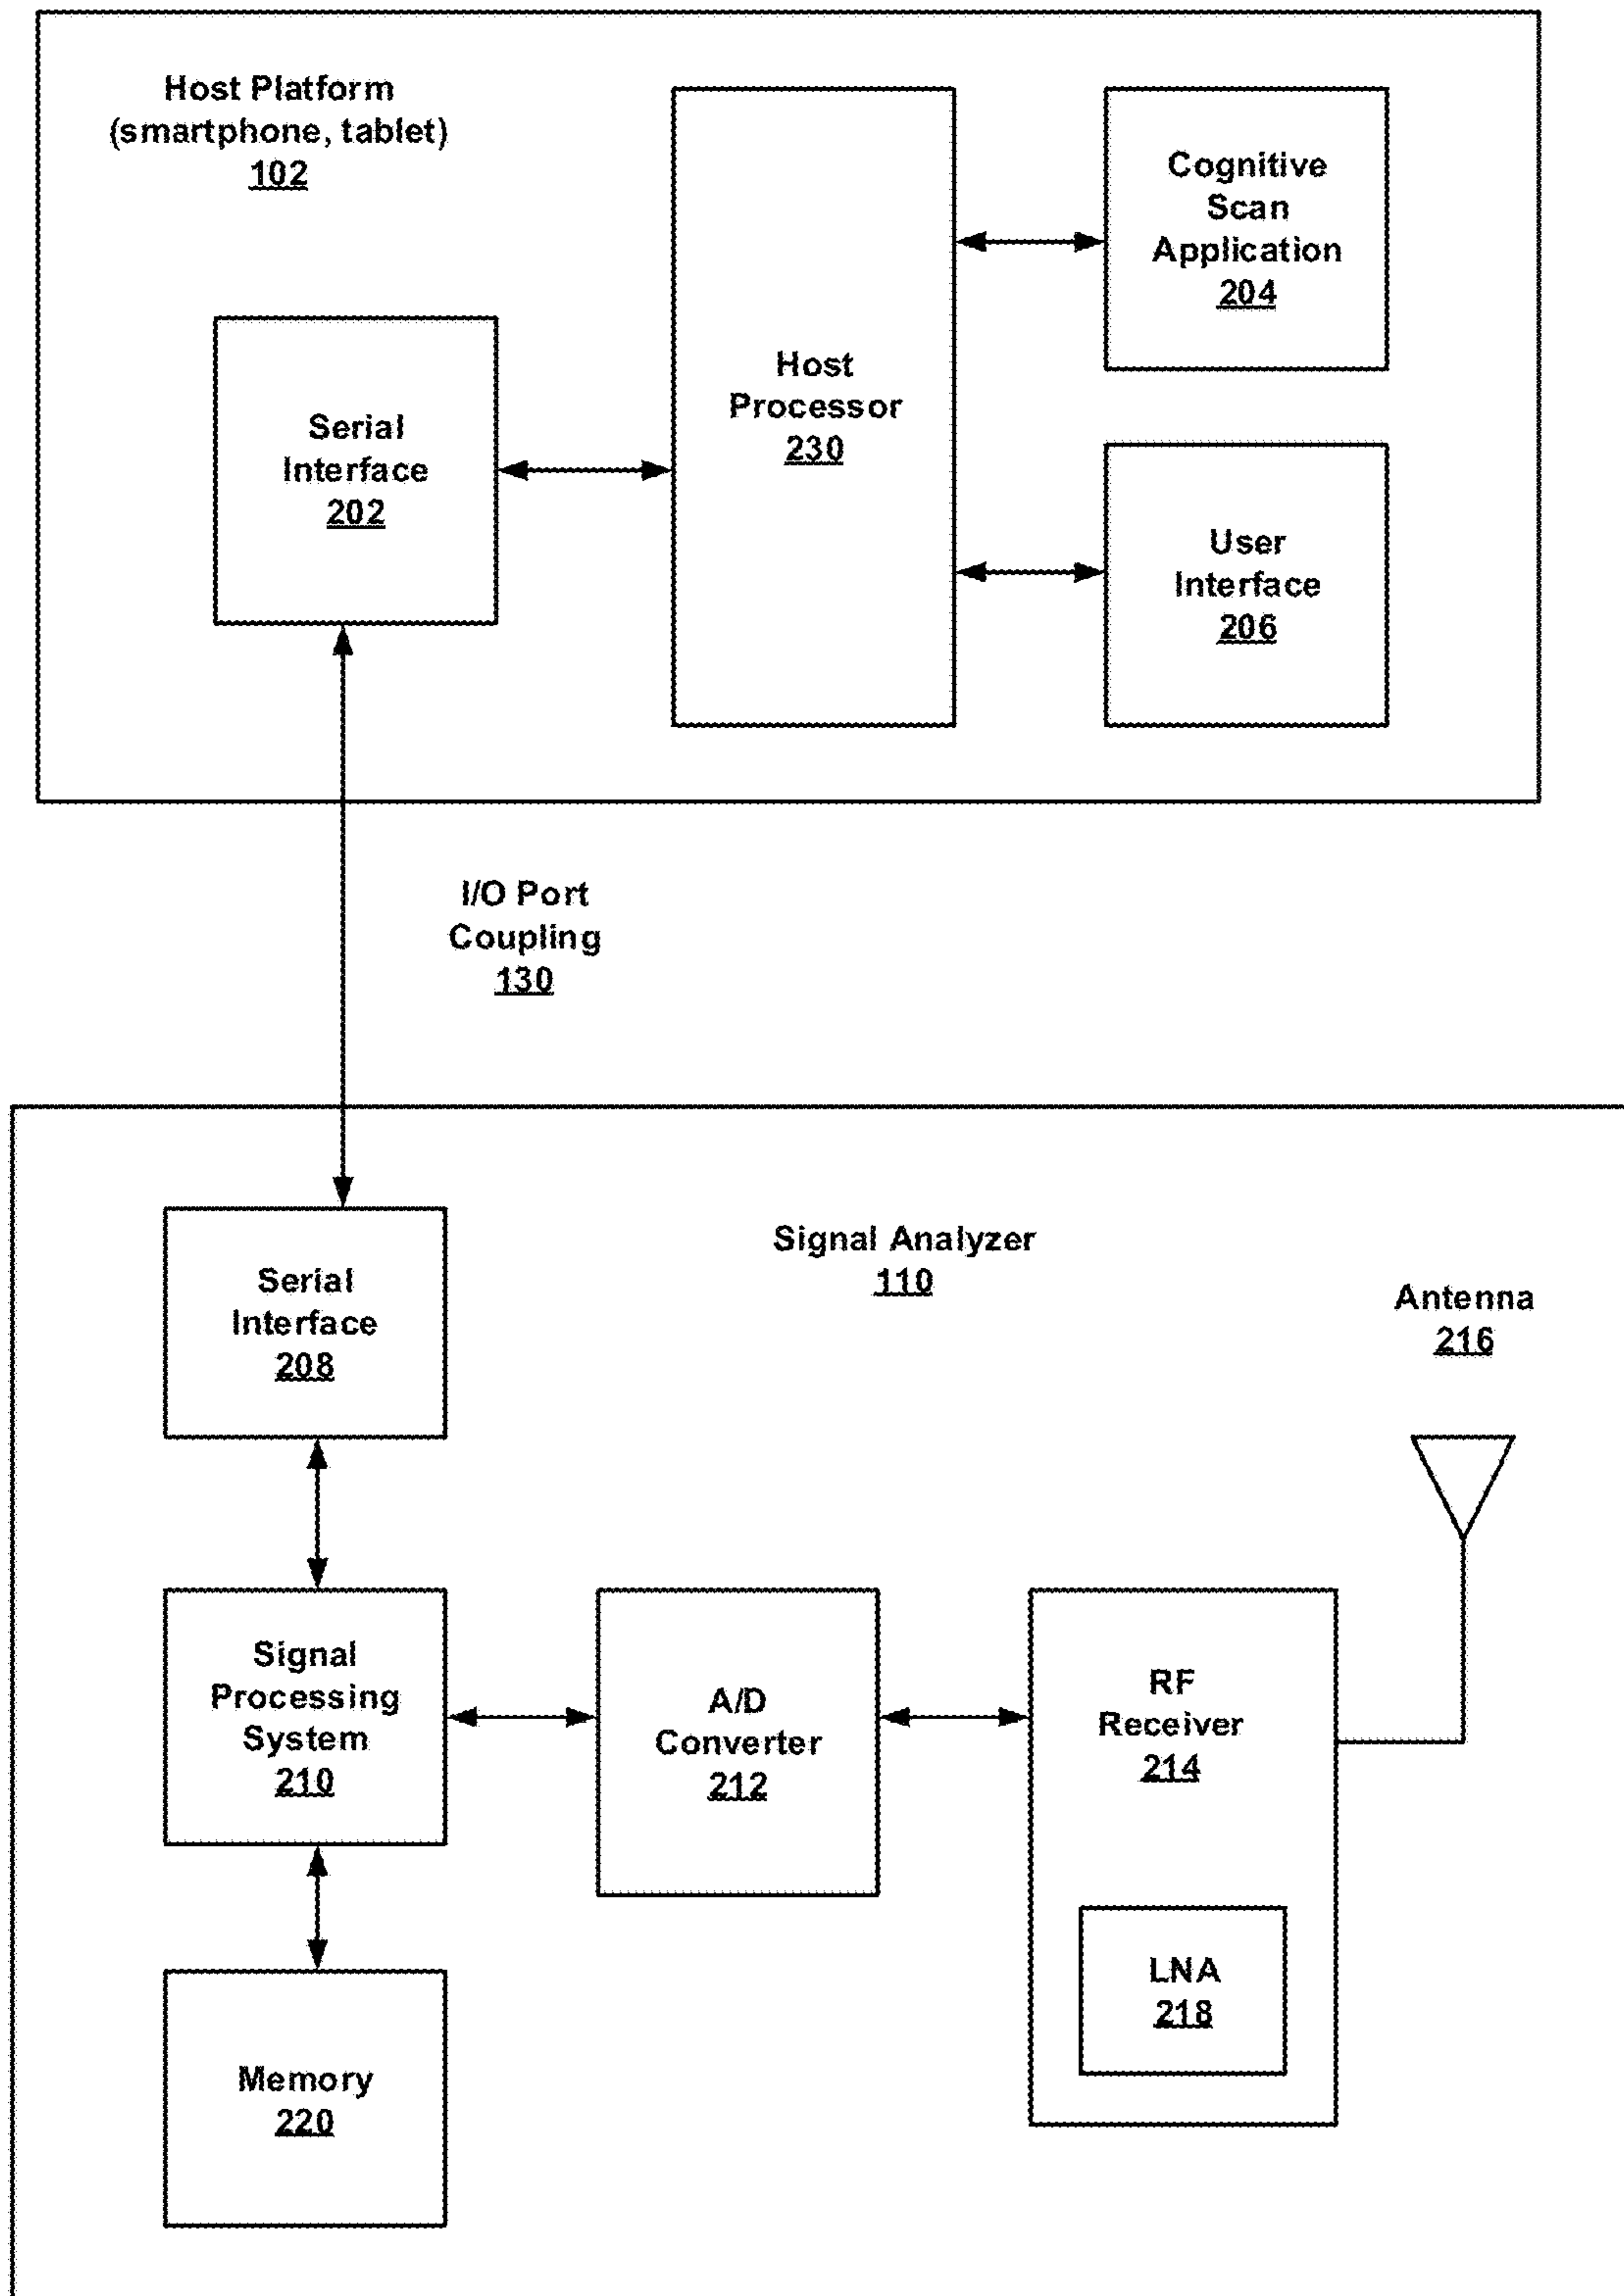 Host Platform
(smartphone, tablet)
102
Host
Processor
230
Cognitive
Scan
Application
204
Serial
Interface
202
User
Interface
206
I/O Port
Coupling
130
Signal Analyzer
110
Serial
Interface
208
Antenna
216
Signal
Processing
System
210
A/D
Converter
212
RF
Receiver
214
LNA
218
Memory
220